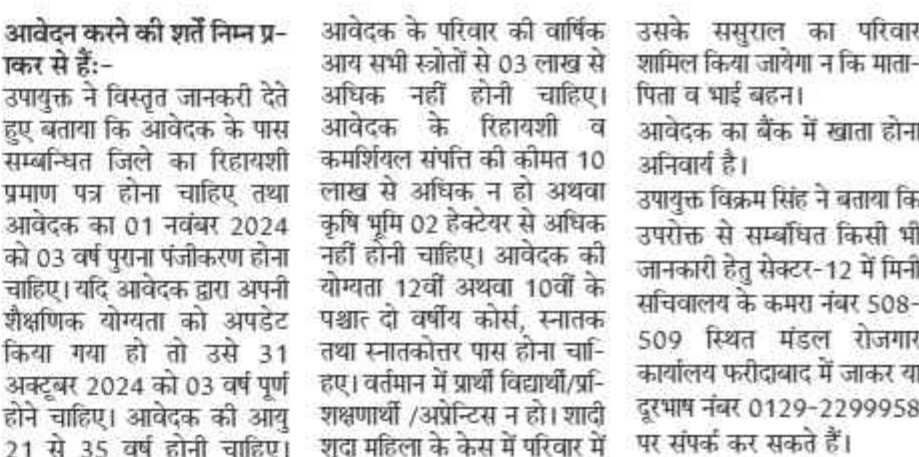 आवेदन करने की शर्तें निम्न प्र-
ाकर से हैं:-
उपायुक्त ने विस्तृत जानकरी देते
हुए बताया कि आवेदक के पास
सम्बन्धित जिले का रिहायशी
प्रमाण पत्र होना चाहिए तथा
आवेदक का 01 नवंबर 2024
को 03 वर्ष पुराना पंजीकरण होना
चाहिए। यदि आवेदक द्वारा अपनी
शैक्षणिक योग्यता को अपडेट
किया गया हो तो उसे 31
अक्टूबर 2024 को 03 वर्ष पूर्ण
होने चाहिए। आवेदक की आयु
21 से 35 वर्ष होनी चाहिए।
आवेदक के परिवार की वार्षिक
आय सभी स्त्रोतों से 03 लाख से
अधिक नहीं होनी चाहिए।
आवेदक के रिहायशी व
कमर्शियल संपत्ति की कीमत 10
लाख से अधिक न हो अथवा
कृषि भूमि 02 हेक्टेयर से अधिक
नहीं होनी चाहिए। आवेदक की
योग्यता 12वीं अथवा 10वीं के
पश्चात दो वर्षीय कोर्स, स्नातक
तथा स्नातकोत्तर पास होना चा-
हिए। वर्तमान में प्रार्थी विद्यार्थी/प्रि-
शक्षणार्थी /अप्रेन्टिस न हो। शादी
शुदा महिला के केस में परिवार में
उसके ससुराल का परिवार
शामिल किया जायेगा न कि माता-
पिता व भाई बहन।
आवेदक का बैंक में खाता होना
अनिवार्य है।
उपायुक्त विक्रम सिंह ने बताया कि
उपरोक्त से सम्बंधित किसी भी
जानकारी हेतु सेक्टर-12 में मिनी
सचिवालय के कमरा नंबर 508-
509 स्थित मंडल रोजगार
कार्यालय फरीदाबाद में जाकर या
दूरभाष नंबर 0129-2299958
पर संपर्क कर सकते हैं।